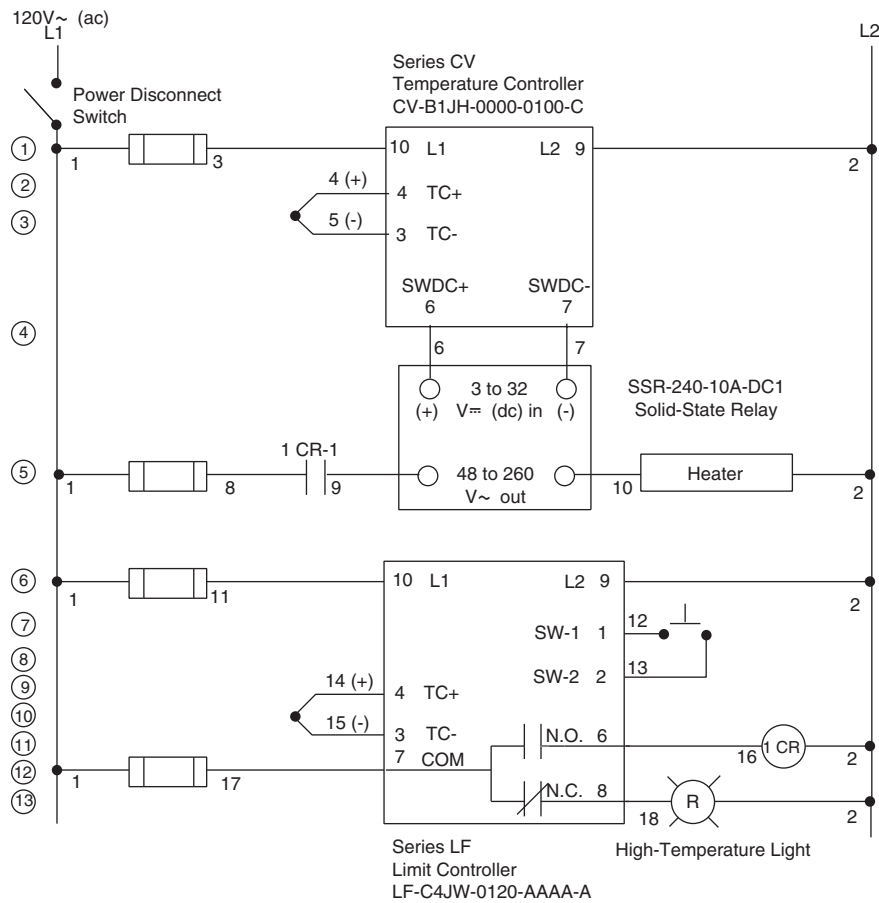 120V~ (ac)
L1
L2
Power Disconnect
Switch
Series CV
Temperature Controller
CV-B1JH-0000-0100-C
1
1
3
10 L1
L2 9
2
2
4 (+)
4 TC+
3
5 (-)
3 TC-
SWDC+
6
SWDC-
7
4
6
7
3 to 32
(+) V⎓ (dc) in (-)
SSR-240-10A-DC1
Solid-State Relay
5
1
8
1 CR-1
9
48 to 260
V~ out
10
Heater
2
6
1
11
10 L1
L2 9
2
7
SW-1 1
12
8
SW-2 2
13
9
14 (+)
4 TC+
10
15 (-)
3 TC-
11
N.O. 6
16
1 CR
2
12
1
17
7 COM
13
N.C. 8
18
R
2
High-Temperature Light
Series LF
Limit Controller
LF-C4JW-0120-AAAA-A